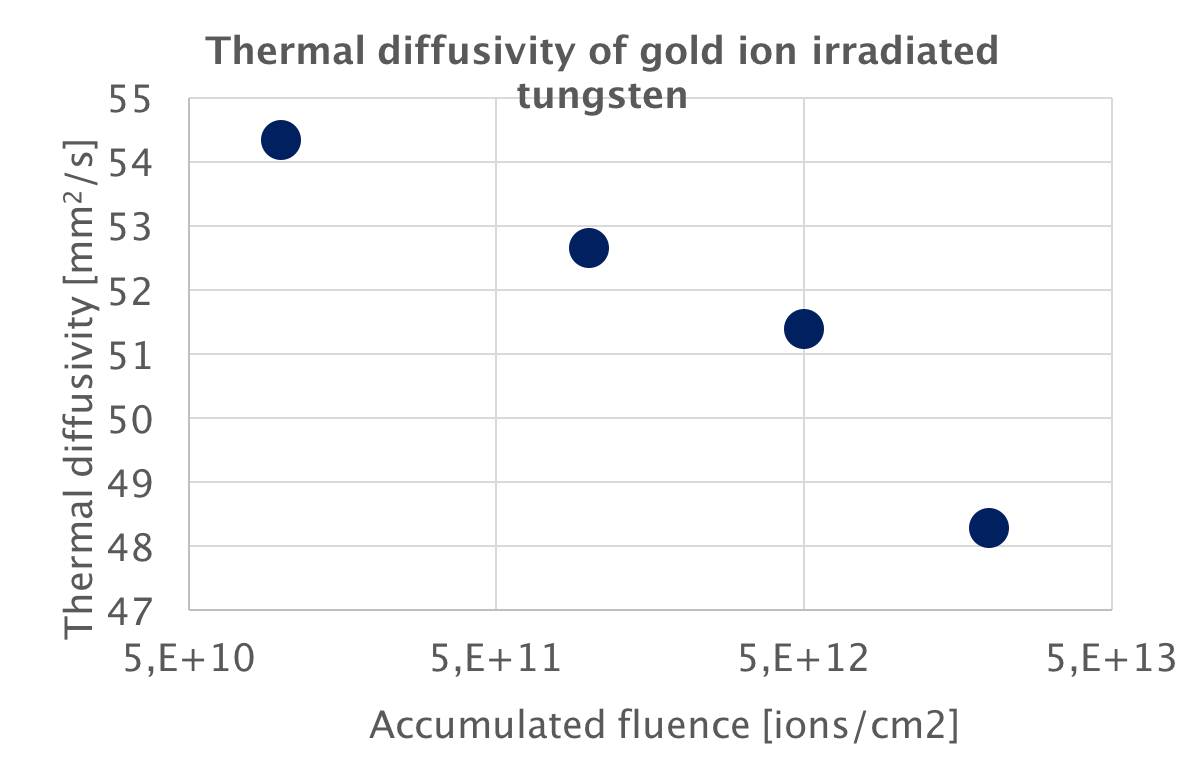 Thermal diffusivity of gold ion irradiated
tungsten
Thermal diffusivity [mm²/s]
55
54
53
52
51
50
49
48
47
5,E+10 5,E+11 5,E+12 5,E+13
Accumulated fluence [ions/cm2]